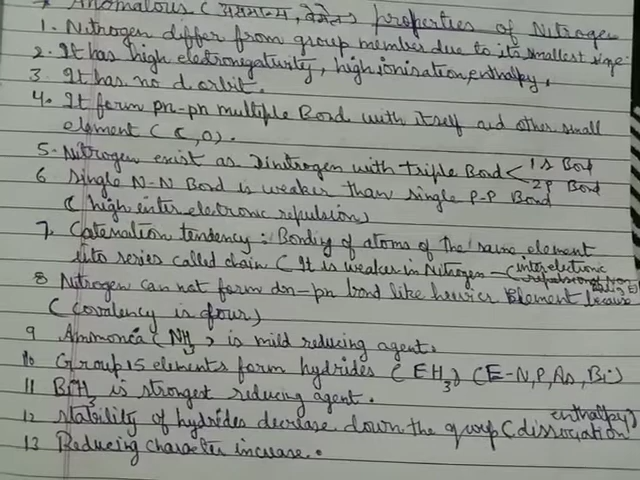 Anomalous ( असामान्य, ) properties of Nitrogen
1. Nitrogen differ from group member due to its smallest size.
2. It has high electronegaturity, high ionisation enthalpy,
3. It has no d orbit.
4. It form pπ-pπ multiple Bond with itself and other small
element ( C, O).
5. Nitrogen exist as Dinitrogen with triple Bond < 1 s Bond
2 p Bond
6 Single N-N Bond is weaker than single P-P Bond
( high inter electronic repulsion)
7. Catenation tendency : Bonding of atoms of the same element
into series called chain ( It is weaker in Nitrogen - (interelectronic
repulsion
8 Nitrogen can not form dπ-pπ bond like heavier Element because
( covalency is four)
9 Ammonia ( NH3 ) is mild reducing agent.
10 Group 15 elements form hydrides ( EH3) ( E-N, P, As, Bi)
11 BiH3 is strongest reducing agent.
12 Stability of hydrides decrease down the group ( dissociation
enthalpy)
13 Reducing character increase.